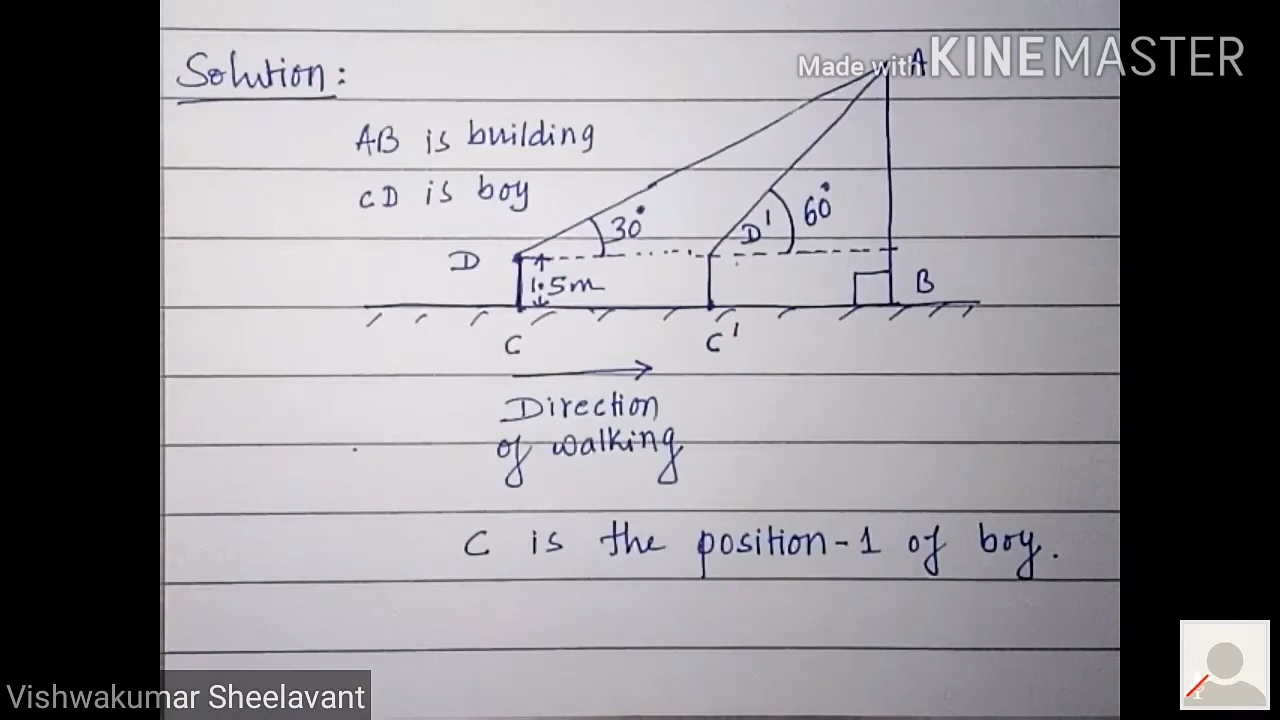 Made with KINEMASTER
Solution:
A
AB is building
CD is boy
30°
60°
D'
D
1.5m
B
C
C'
Direction
of walking
C is the position-1 of boy.
Vishwakumar Sheelavant